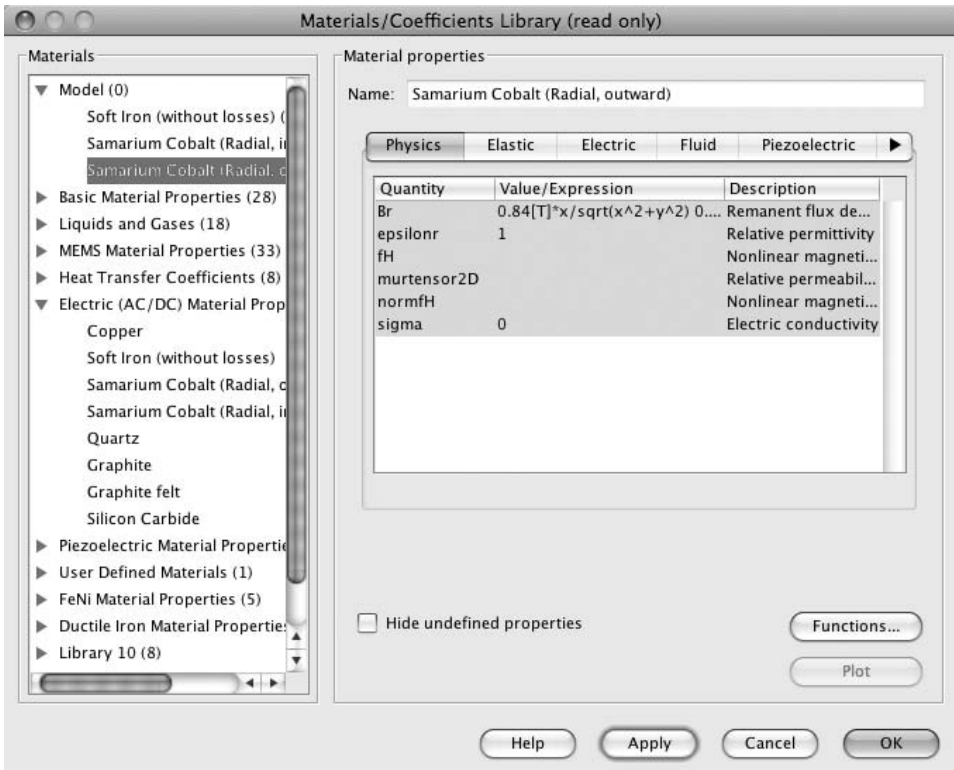 Materials/Coefficients Library (read only)
Materials
Model (0)
Soft Iron (without losses) (
Samarium Cobalt (Radial, in
Samarium Cobalt (Radial, o
Basic Material Properties (28)
Liquids and Gases (18)
MEMS Material Properties (33)
Heat Transfer Coefficients (8)
Electric (AC/DC) Material Prop
Copper
Soft Iron (without losses)
Samarium Cobalt (Radial, o
Samarium Cobalt (Radial, in
Quartz
Graphite
Graphite felt
Silicon Carbide
Piezoelectric Material Propertie
User Defined Materials (1)
FeNi Material Properties (5)
Ductile Iron Material Properties
Library 10 (8)
Material properties
Name: Samarium Cobalt (Radial, outward)
Physics Elastic Electric Fluid Piezoelectric
Quantity Value/Expression Description
Br 0.84[T]*x/sqrt(x^2+y^2) 0.... Remanent flux de...
epsilonr 1 Relative permittivity
fH Nonlinear magneti...
murtensor2D Relative permeabil...
normfH Nonlinear magneti...
sigma 0 Electric conductivity
Hide undefined properties
Functions...
Plot
Help Apply Cancel OK